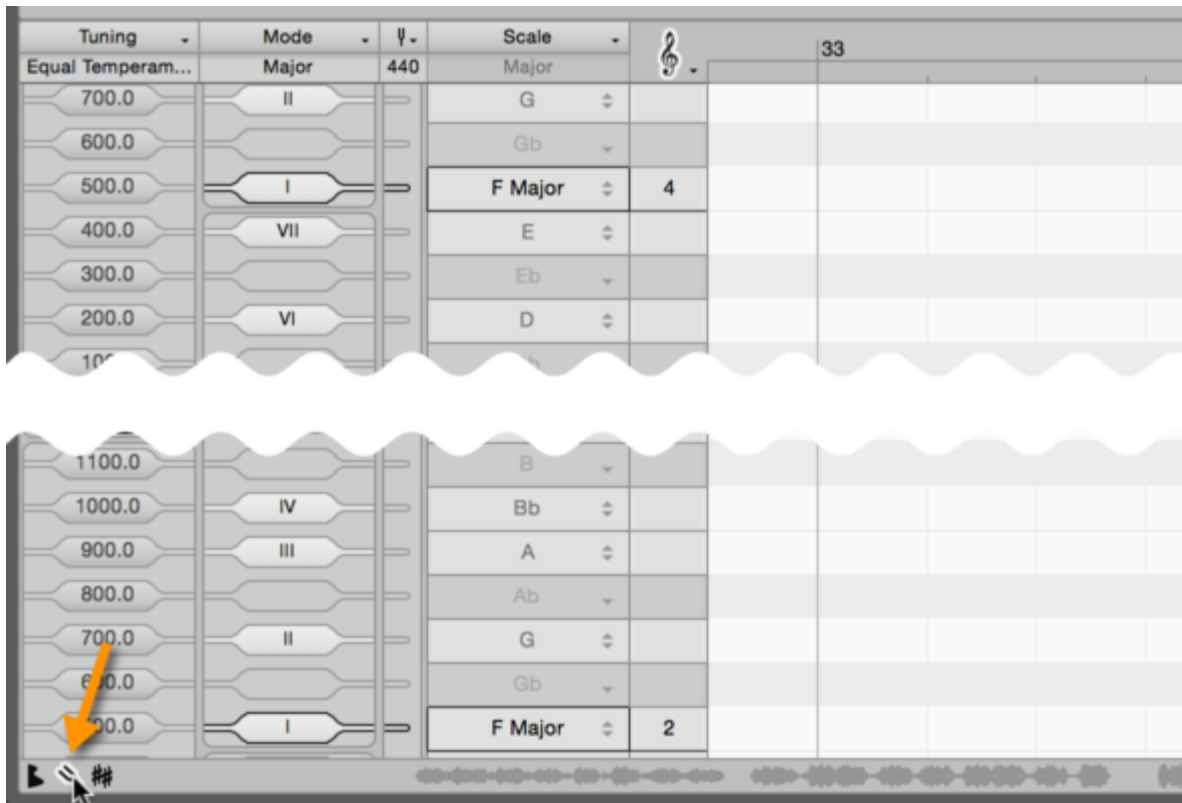 Tuning Mode Scale
33
Equal Temperam... Major 440 Major
700.0 II G
600.0 Gb
500.0 I F Major 4
400.0 VII E
300.0 Eb
200.0 VI D
1100.0 B
1000.0 IV Bb
900.0 III A
800.0 Ab
700.0 II G
Gb
I F Major 2
##